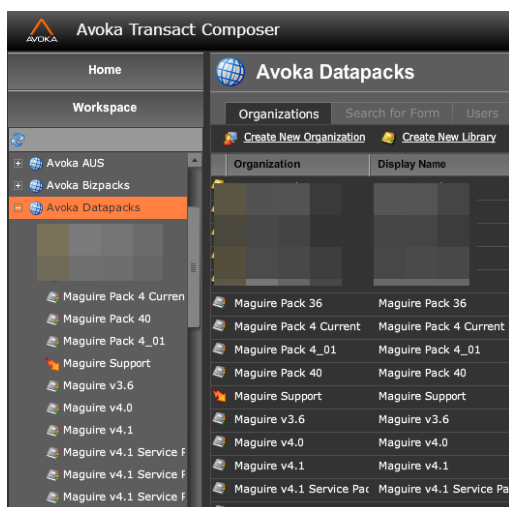 AVOKA
Avoka Transact Composer
Home
Workspace
Avoka AUS
Avoka Bizpacks
Avoka Datapacks
Maguire Pack 4 Curren
Maguire Pack 40
Maguire Pack 4_01
Maguire Support
Maguire v3.6
Maguire v4.0
Maguire v4.1
Maguire v4.1 Service P
Maguire v4.1 Service F
Maguire v4.1 Service F
Avoka Datapacks
Organizations Search for Form Users
Create New Organization Create New Library
Organization Display Name
Maguire Pack 36 Maguire Pack 36
Maguire Pack 4 Current Maguire Pack 4 Current
Maguire Pack 4_01 Maguire Pack 4_01
Maguire Pack 40 Maguire Pack 40
Maguire Support Maguire Support
Maguire v3.6 Maguire v3.6
Maguire v4.0 Maguire v4.0
Maguire v4.1 Maguire v4.1
Maguire v4.1 Service Pac Maguire v4.1 Service Pa